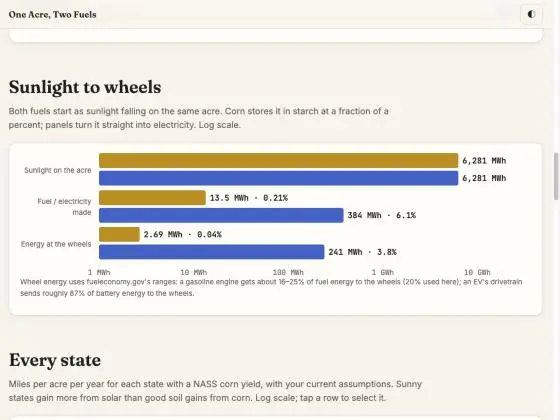 One Acre, Two Fuels
Sunlight to wheels
Both fuels start as sunlight falling on the same acre. Corn stores it in starch at a fraction of a
percent; panels turn it straight into electricity. Log scale.
Sunlight on the acre
6,281 MWh
6,281 MWh
Fuel / electricity
made
13.5 MWh · 0.21%
384 MWh · 6.1%
Energy at the wheels
2.69 MWh · 0.04%
241 MWh · 3.8%
1 MWh 10 MWh 100 MWh 1 GWh 10 GWh
Wheel energy uses fueleconomy.gov's ranges: a gasoline engine gets about 16–25% of fuel energy to the wheels (20% used here); an EV's drivetrain
sends roughly 87% of battery energy to the wheels.
Every state
Miles per acre per year for each state with a NASS corn yield, with your current assumptions. Sunny
states gain more from solar than good soil gains from corn. Log scale; tap a row to select it.